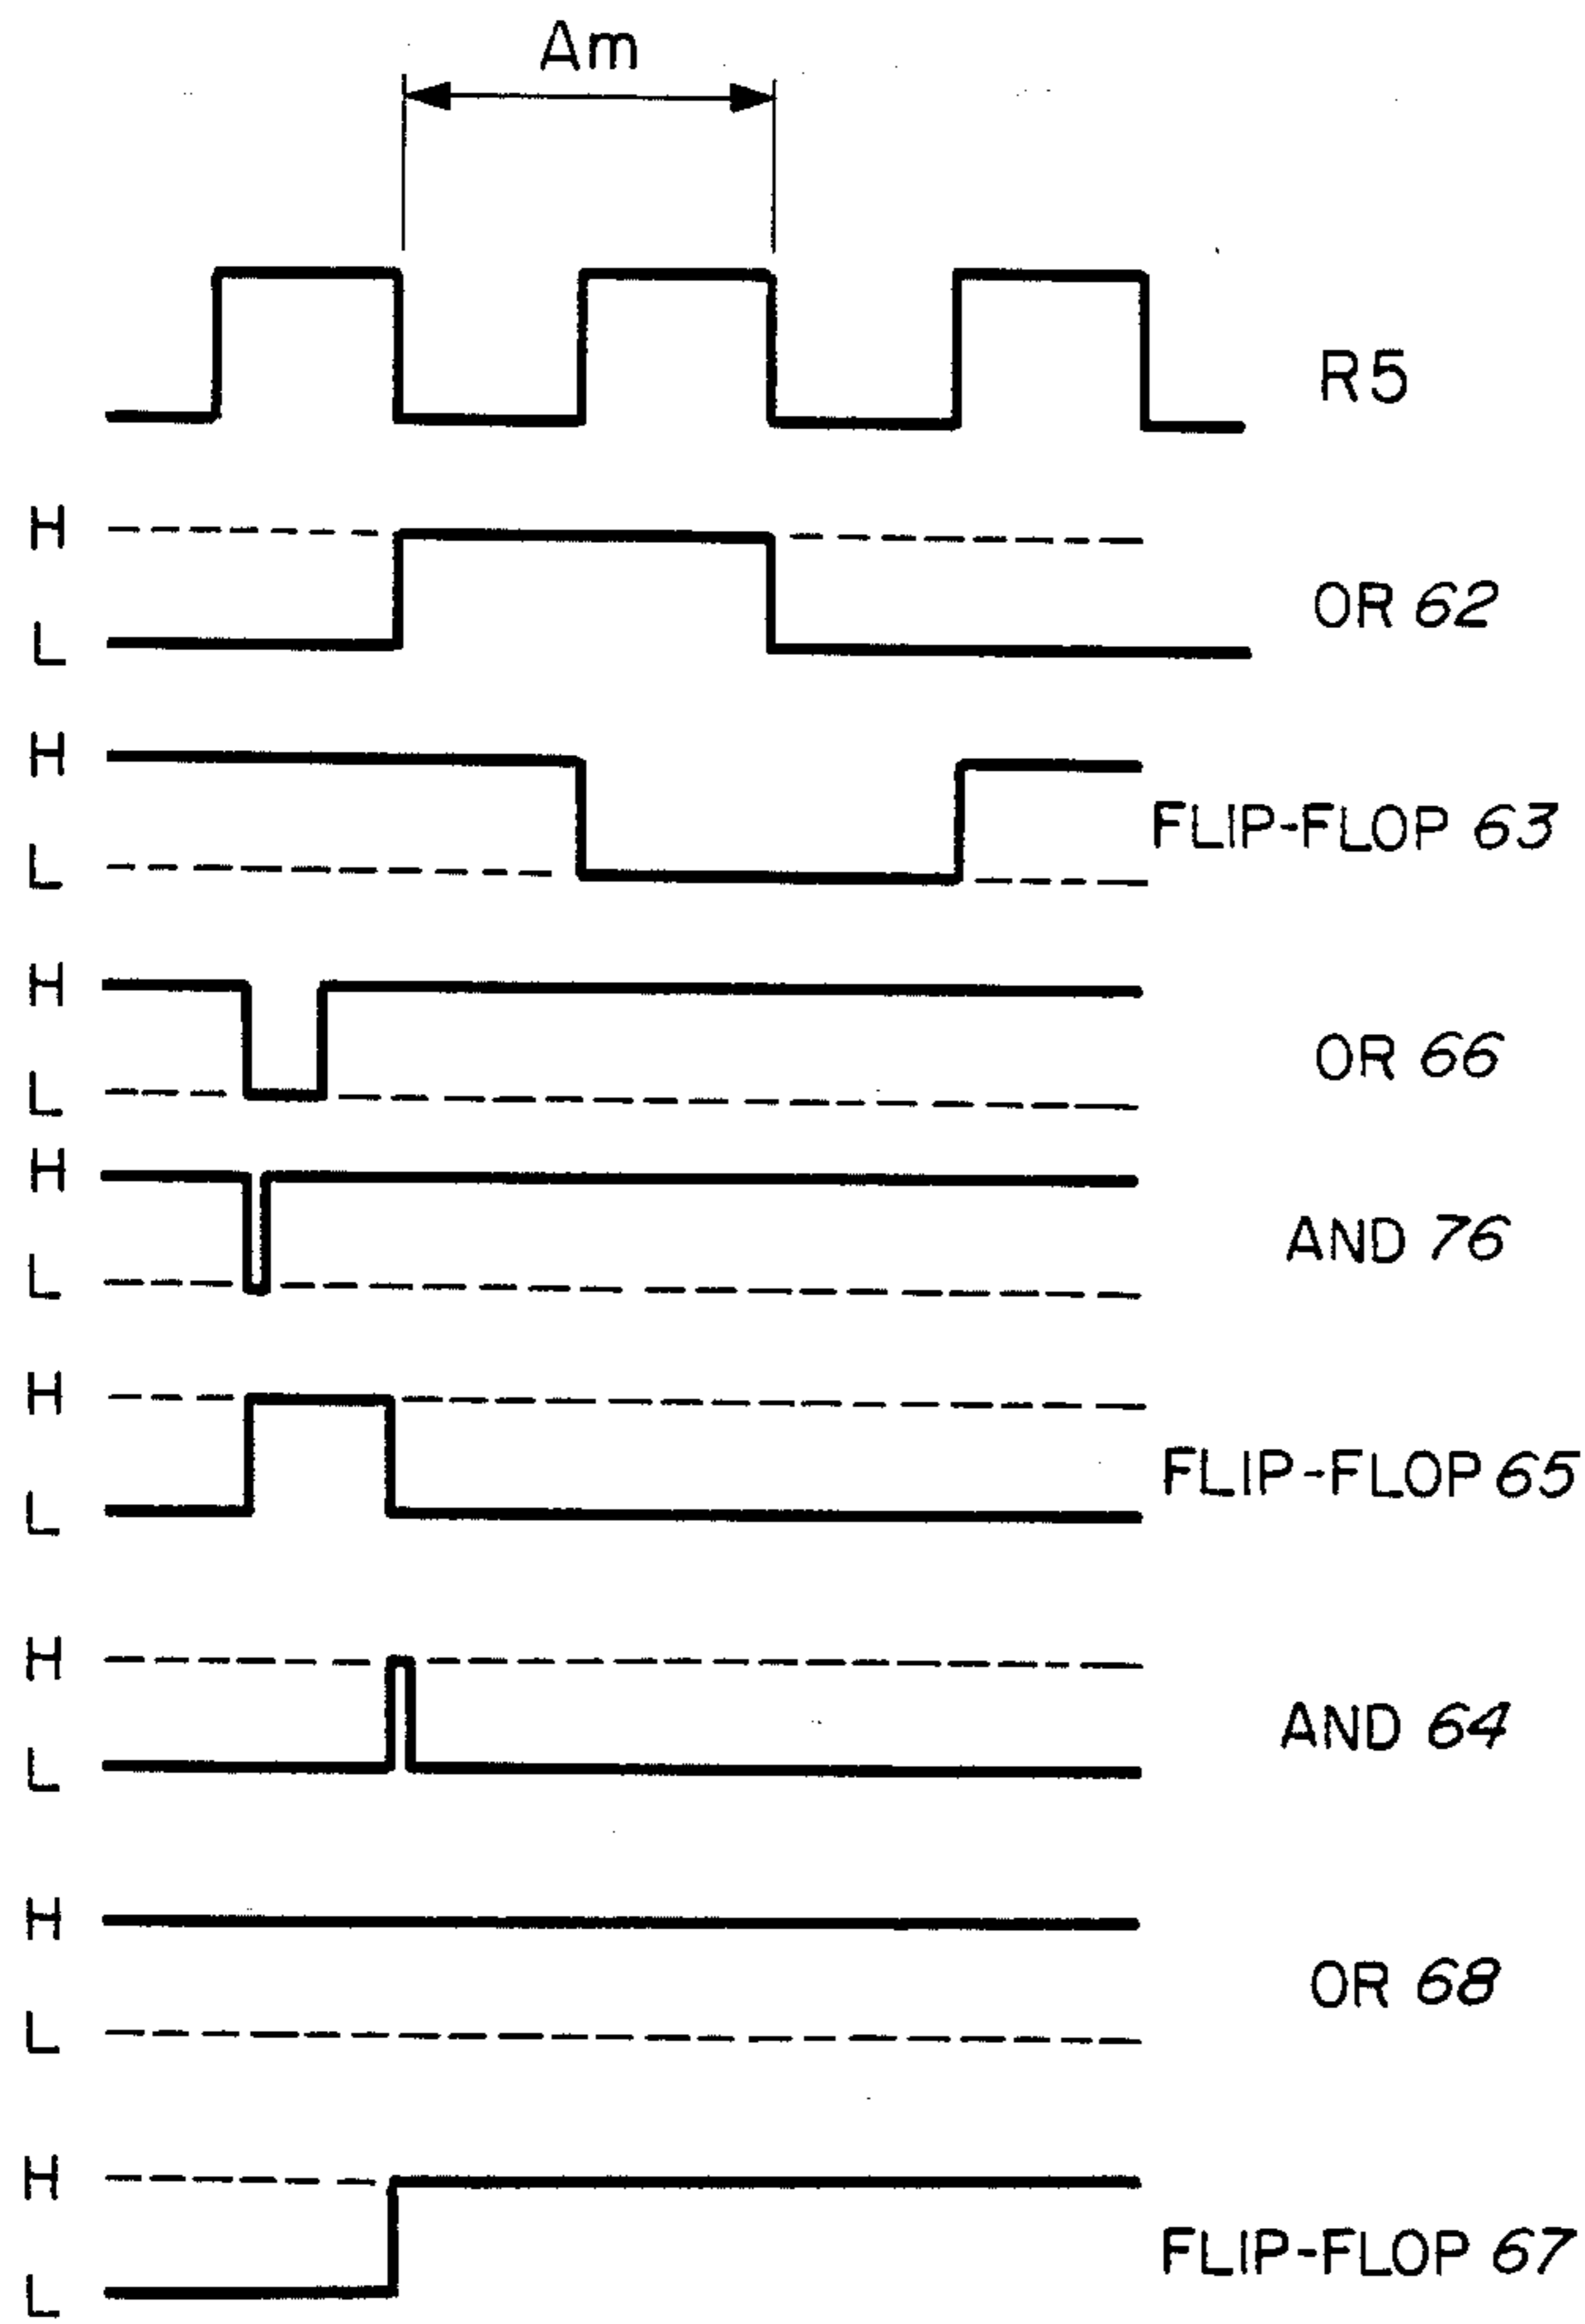 Am
R5
H
OR 62
L
H
FLIP-FLOP 63
L
H
OR 66
L
H
AND 76
L
H
FLIP-FLOP 65
L
H
AND 64
L
H
OR 68
L
H
FLIP-FLOP 67
L